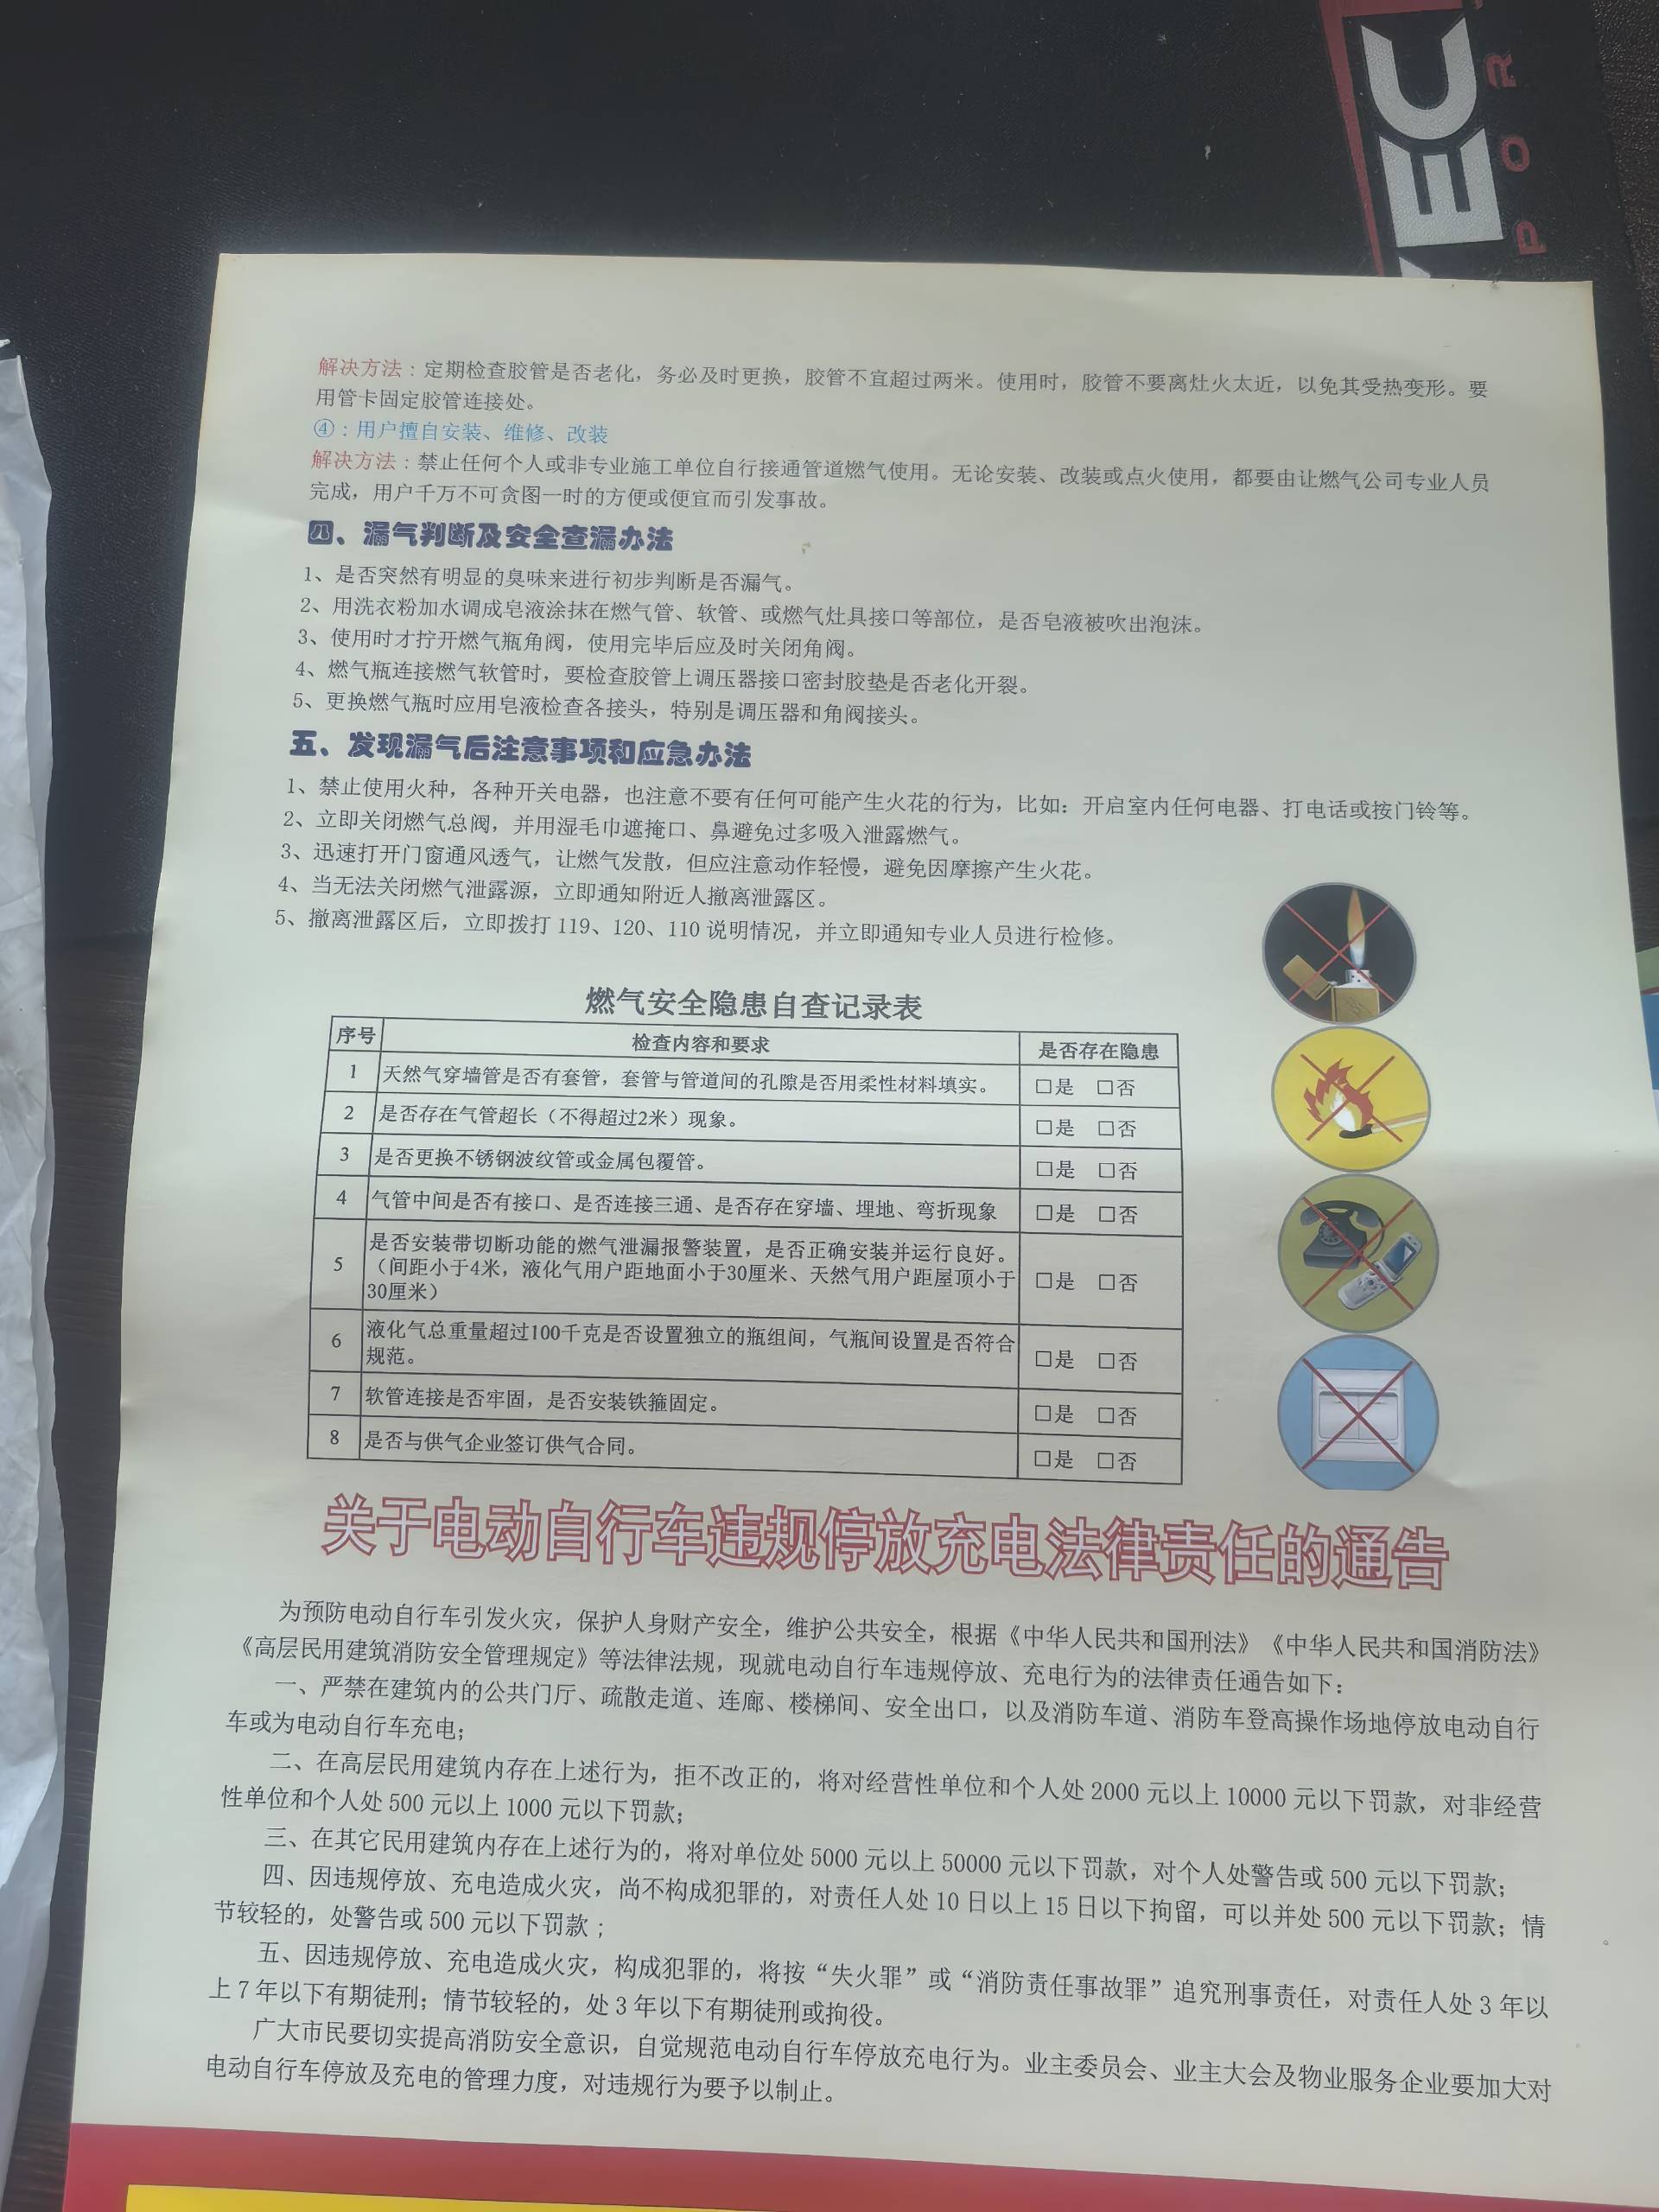 YEC
POR
解决方法：定期检查胶管是否老化，务必及时更换，胶管不宜超过两米。使用时，胶管不要离灶火太近，以免其受热变形。要
用管卡固定胶管连接处。
④：用户擅自安装、维修、改装
解决方法：禁止任何个人或非专业施工单位自行接通管道燃气使用。无论安装、改装或点火使用，都要由让燃气公司专业人员
完成，用户千万不可贪图一时的方便或便宜而引发事故。
四、漏气判断及安全查漏办法
1、是否突然有明显的臭味来进行初步判断是否漏气。
2、用洗衣粉加水调成皂液涂抹在燃气管、软管、或燃气灶具接口等部位，是否皂液被吹出泡沫。
3、使用时才拧开燃气瓶角阀，使用完毕后应及时关闭角阀。
4、燃气瓶连接燃气软管时，要检查胶管上调压器接口密封胶垫是否老化开裂。
5、更换燃气瓶时应用皂液检查各接头，特别是调压器和角阀接头。
五、发现漏气后注意事项和应急办法
1、禁止使用火种，各种开关电器，也注意不要有任何可能产生火花的行为，比如：开启室内任何电器、打电话或按门铃等。
2、立即关闭燃气总阀，并用湿毛巾遮掩口、鼻避免过多吸入泄露燃气。
3、迅速打开门窗通风透气，让燃气发散，但应注意动作轻慢，避免因摩擦产生火花。
4、当无法关闭燃气泄露源，立即通知附近人撤离泄露区。
5、撤离泄露区后，立即拨打 119、120、110 说明情况，并立即通知专业人员进行检修。
燃气安全隐患自查记录表
序号 检查内容和要求 是否存在隐患
1 天然气穿墙管是否有套管，套管与管道间的孔隙是否用柔性材料填实。 □是 □否
2 是否存在气管超长（不得超过2米）现象。 □是 □否
3 是否更换不锈钢波纹管或金属包覆管。 □是 □否
4 气管中间是否有接口、是否连接三通、是否存在穿墙、埋地、弯折现象 □是 □否
5 是否安装带切断功能的燃气泄漏报警装置，是否正确安装并运行良好。
（间距小于4米，液化气用户距地面小于30厘米、天然气用户距屋顶小于
30厘米） □是 □否
6 液化气总重量超过100千克是否设置独立的瓶组间，气瓶间设置是否符合
规范。 □是 □否
7 软管连接是否牢固，是否安装铁箍固定。 □是 □否
8 是否与供气企业签订供气合同。 □是 □否
关于电动自行车违规停放充电法律责任的通告
为预防电动自行车引发火灾，保护人身财产安全，维护公共安全，根据《中华人民共和国刑法》《中华人民共和国消防法》
《高层民用建筑消防安全管理规定》等法律法规，现就电动自行车违规停放、充电行为的法律责任通告如下：
一、严禁在建筑内的公共门厅、疏散走道、连廊、楼梯间、安全出口，以及消防车道、消防车登高操作场地停放电动自行
车或为电动自行车充电；
二、在高层民用建筑内存在上述行为，拒不改正的，将对经营性单位和个人处 2000 元以上 10000 元以下罚款，对非经营
性单位和个人处 500 元以上 1000 元以下罚款；
三、在其它民用建筑内存在上述行为的，将对单位处 5000 元以上 50000 元以下罚款，对个人处警告或 500 元以下罚款；
四、因违规停放、充电造成火灾，尚不构成犯罪的，对责任人处 10 日以上 15 日以下拘留，可以并处 500 元以下罚款；情
节较轻的，处警告或 500 元以下罚款；
五、因违规停放、充电造成火灾，构成犯罪的，将按“失火罪”或“消防责任事故罪”追究刑事责任，对责任人处 3 年以
上 7 年以下有期徒刑；情节较轻的，处 3 年以下有期徒刑或拘役。
广大市民要切实提高消防安全意识，自觉规范电动自行车停放充电行为。业主委员会、业主大会及物业服务企业要加大对
电动自行车停放及充电的管理力度，对违规行为要予以制止。